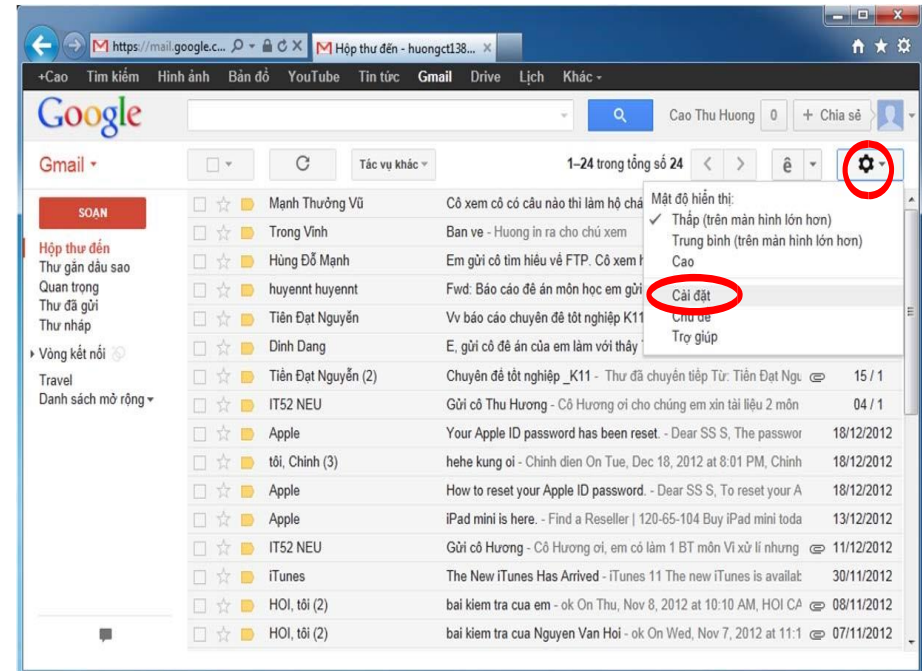 https://mail.google.c... Hộp thư đến - huongct138...
+Cao Tìm kiếm Hình ảnh Bản đồ YouTube Tin tức Gmail Drive Lịch Khác
Google Cao Thu Huong 0 + Chia sẻ
Gmail Tác vụ khác 1–24 trong tổng số 24 ê
SOẠN
Hộp thư đến
Thư gắn dấu sao
Quan trọng
Thư đã gửi
Thư nháp
Vòng kết nối
Travel
Danh sách mở rộng
Mạnh Thưởng Vũ Cô xem cô có câu nào thì làm hộ chá
Trong Vinh Ban ve - Huong in ra cho chú xem
Hùng Đỗ Mạnh Em gửi cô tìm hiểu về FTP. Cô xem
huyennt huyennt Fwd: Báo cáo đề án môn học em gửi
Tiến Đạt Nguyễn Vv báo cáo chuyên đề tốt nghiệp K11
Dinh Dang E, gửi cô đề án của em làm với thầy
Tiến Đạt Nguyễn (2) Chuyên đề tốt nghiệp _K11 - Thư đã chuyển tiếp Từ: Tiến Đạt Ngu 15 / 1
IT52 NEU Gửi cô Thu Hương - Cô Hương ơi cho chúng em xin tài liệu 2 môn 04 / 1
Apple Your Apple ID password has been reset. - Dear SS S, The passwor 18/12/2012
tôi, Chinh (3) hehe kung oi - Chinh dien On Tue, Dec 18, 2012 at 8:01 PM, Chinh 18/12/2012
Apple How to reset your Apple ID password. - Dear SS S, To reset your A 18/12/2012
Apple iPad mini is here. - Find a Reseller | 120-65-104 Buy iPad mini toda 13/12/2012
IT52 NEU Gửi cô Hương - Cô Hương ơi, em có làm 1 BT môn Vi xử lí nhưng 11/12/2012
iTunes The New iTunes Has Arrived - iTunes 11 The new iTunes is availab 30/11/2012
HOI, tôi (2) bai kiem tra cua em - ok On Thu, Nov 8, 2012 at 10:10 AM, HOI CA 08/11/2012
HOI, tôi (2) bai kiem tra cua Nguyen Van Hoi - ok On Wed, Nov 7, 2012 at 11:1 07/11/2012
Mật độ hiển thị:
✓ Thấp (trên màn hình lớn hơn)
Trung bình (trên màn hình lớn hơn)
Cao
Cài đặt
Chủ đề
Trợ giúp